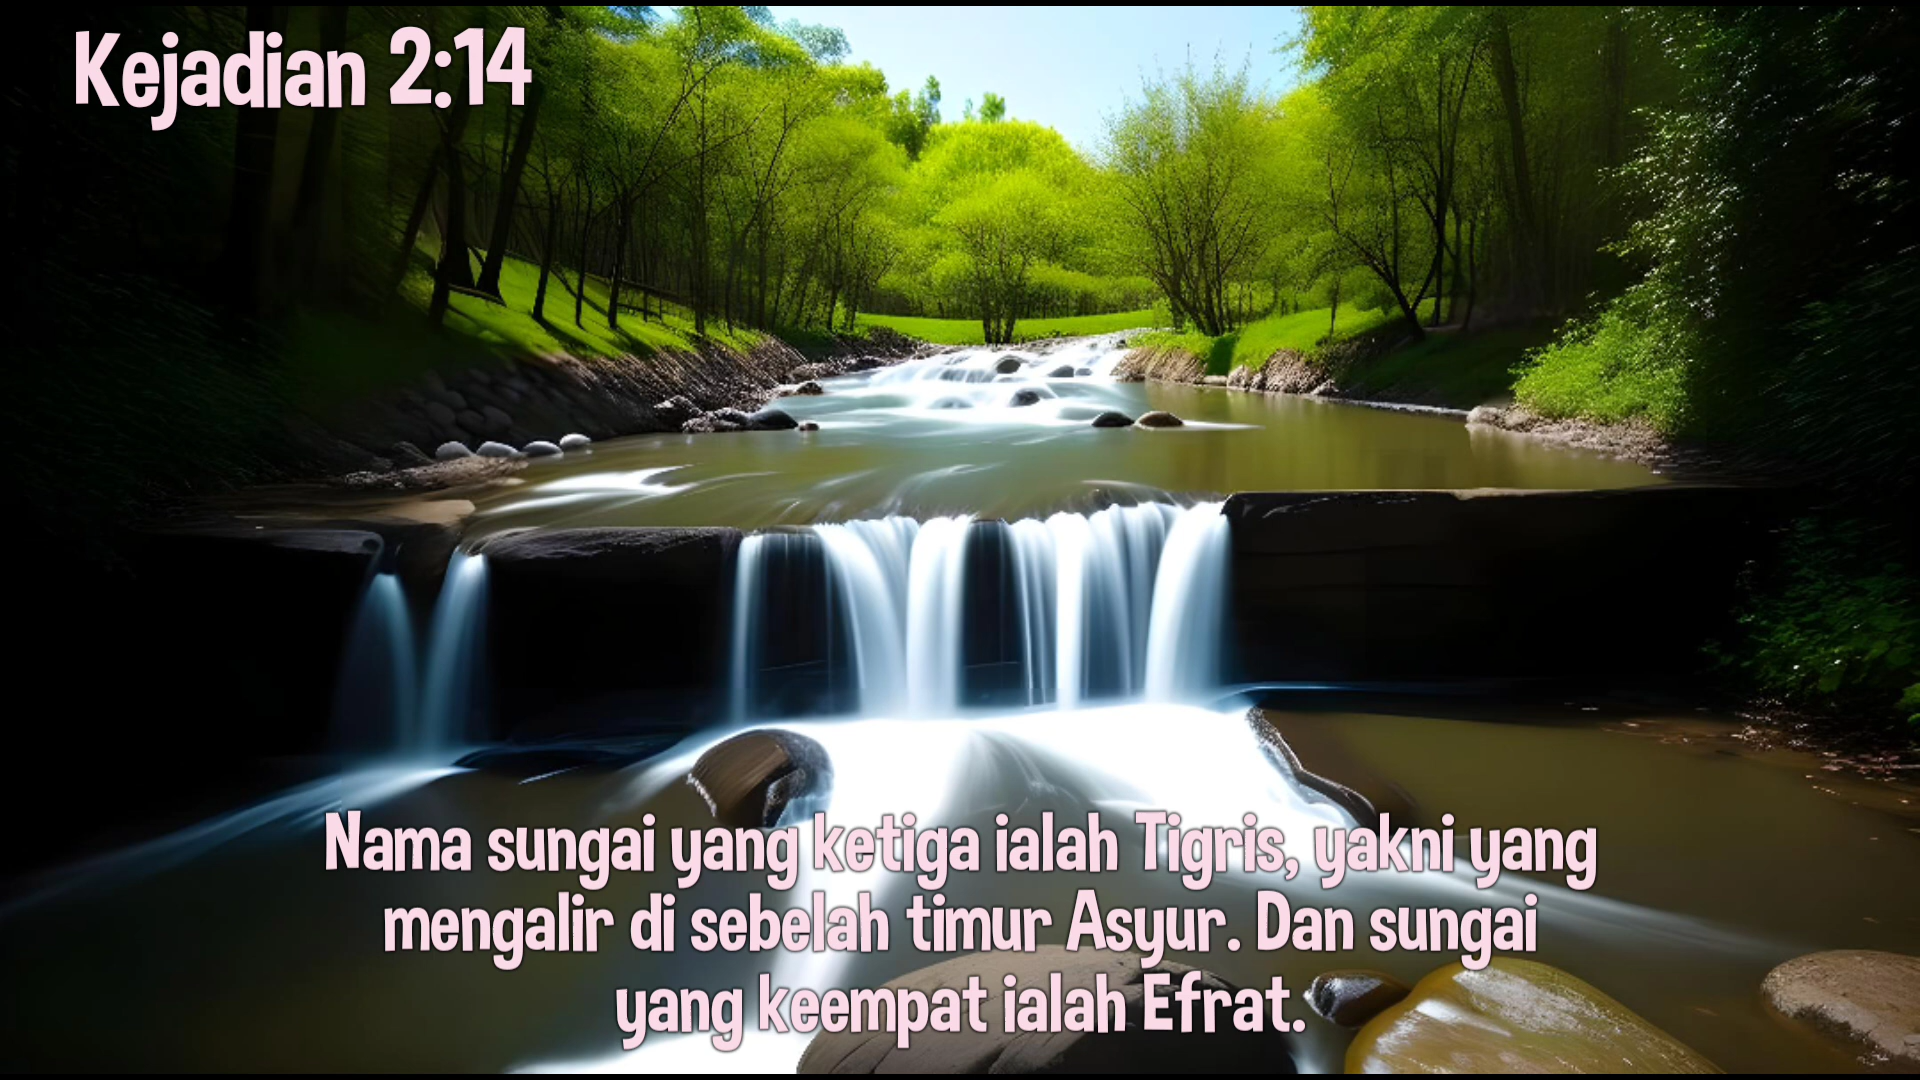 Kejadian 2:14
Nama sungai yang ketiga ialah Tigris, yakni yang
mengalir di sebelah timur Asyur. Dan sungai
yang keempat ialah Efrat.